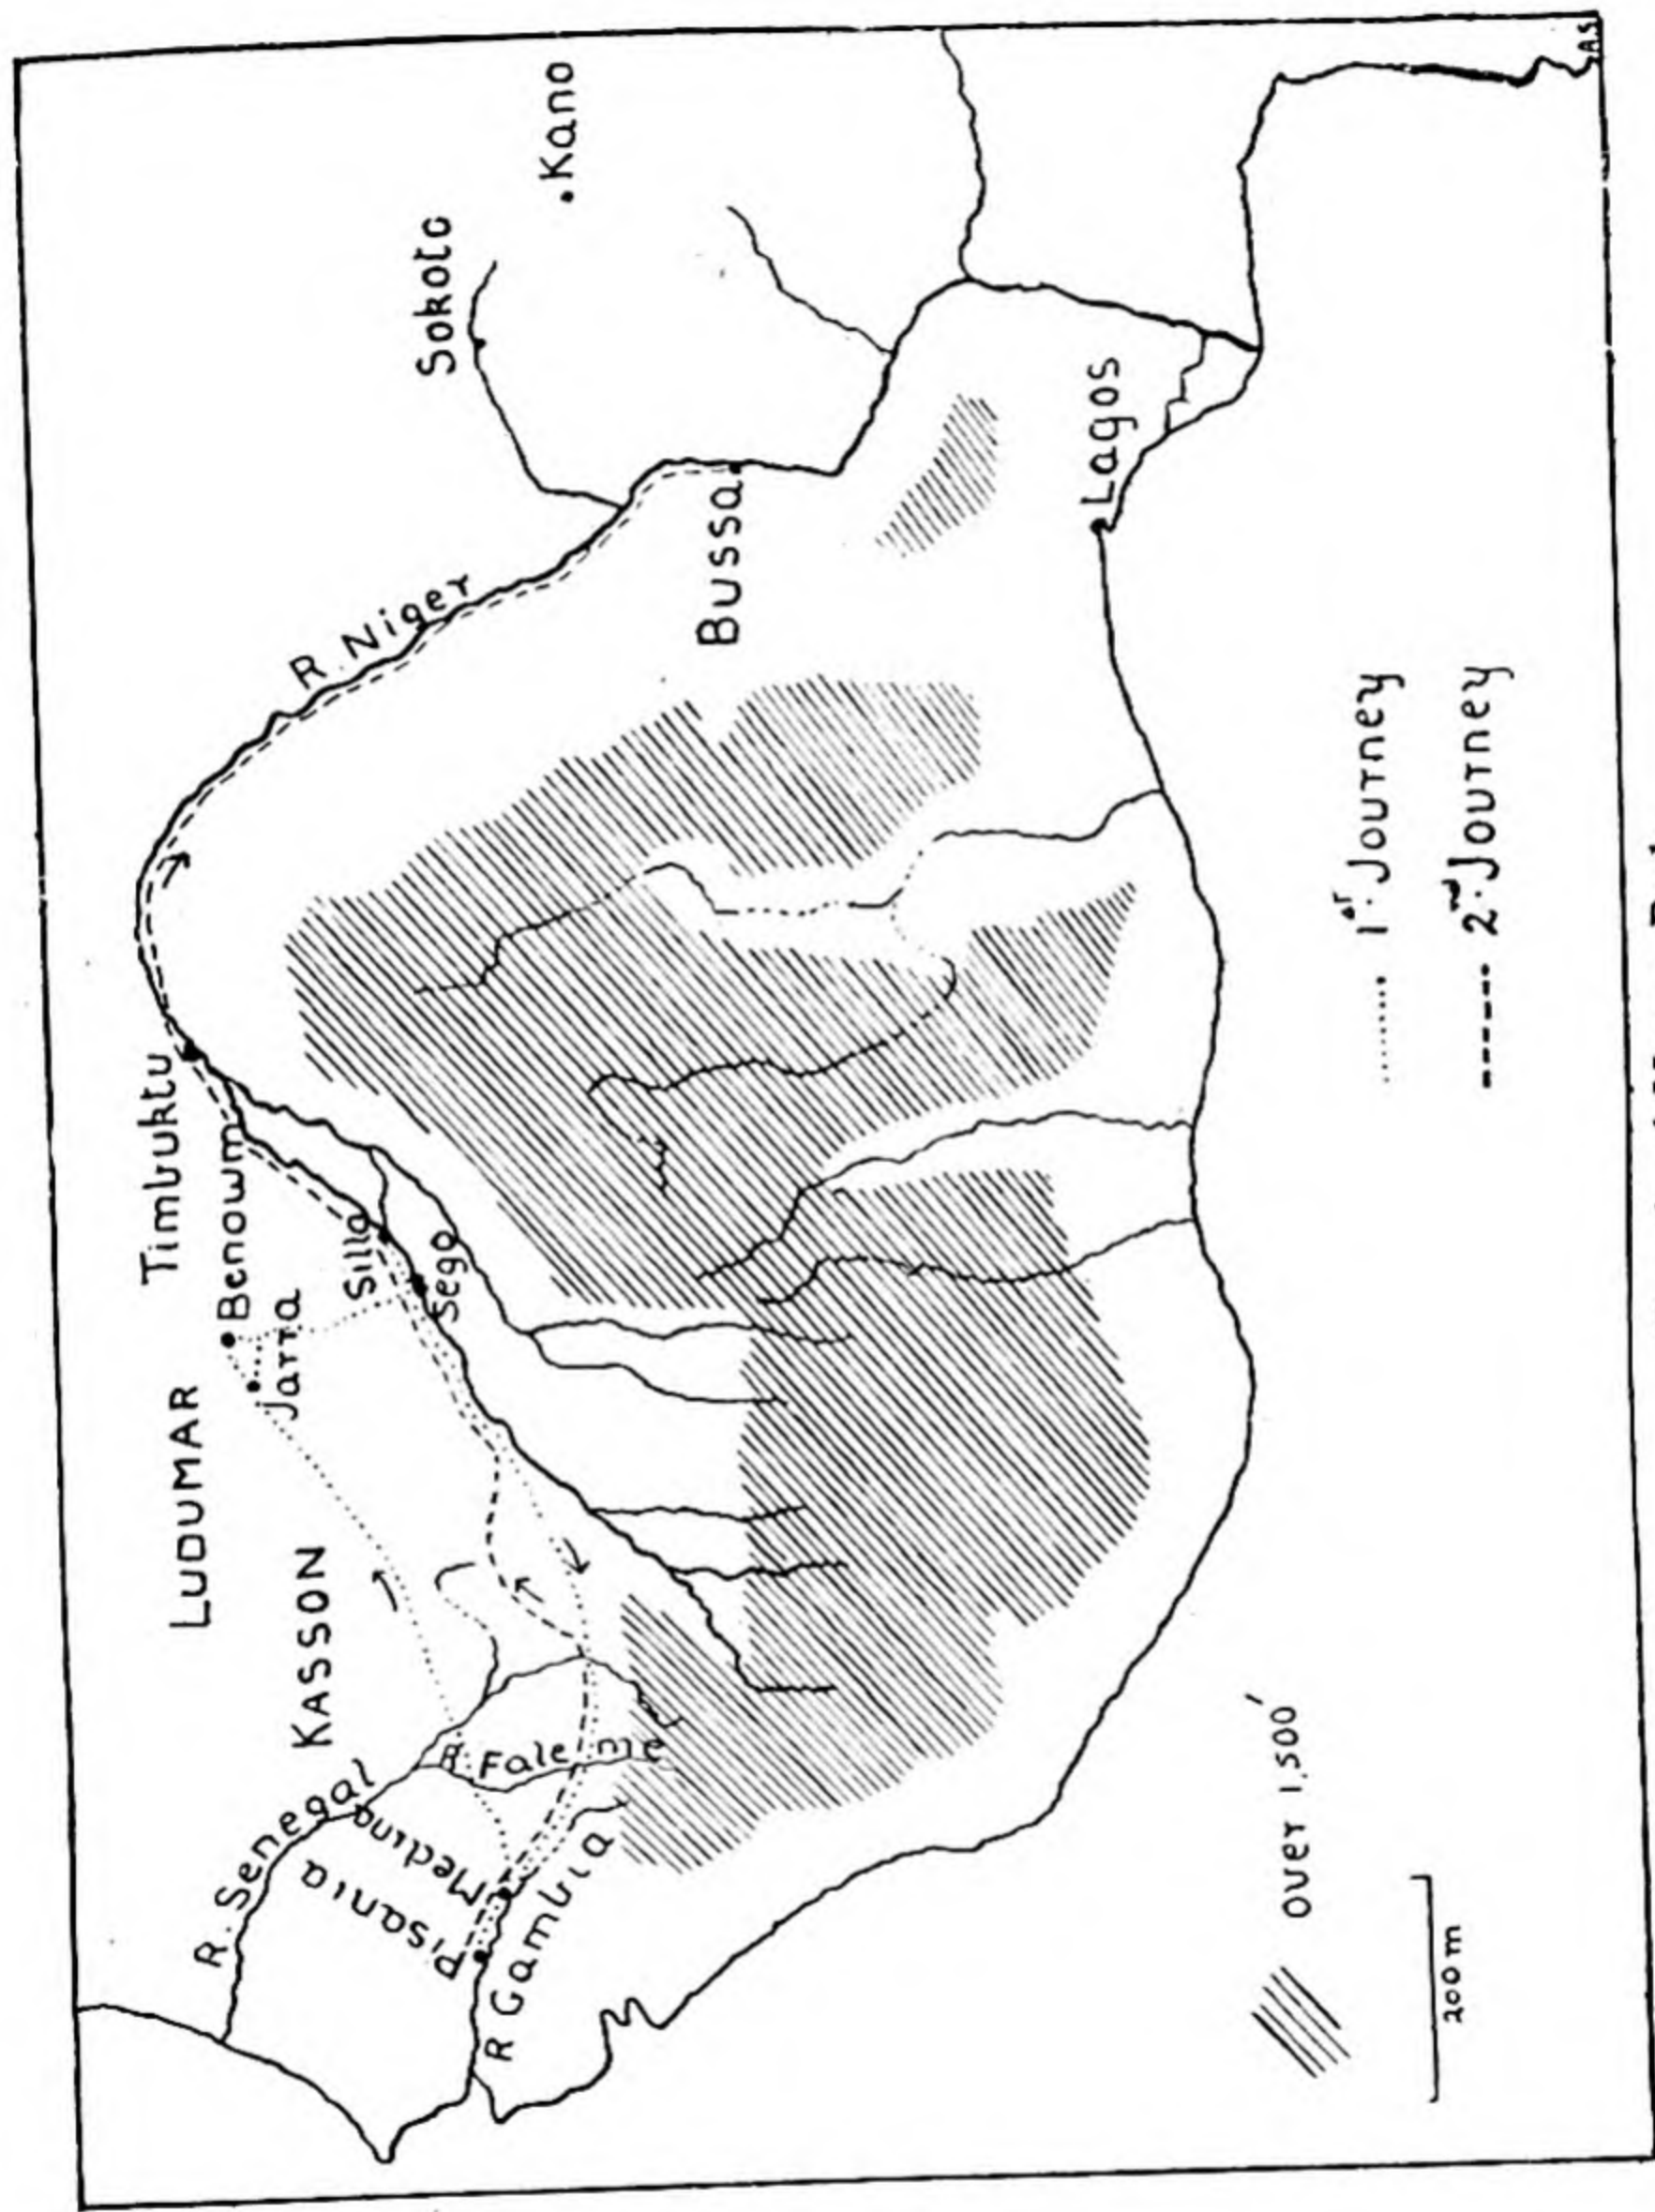 LUDUMAR
KASSON
Timbuktu
Benowm
Jarra
Silla
Sego
R. Senegal
Pisania
Medina
R. Faleme
R Gambia
R. Niger
Sokoto
.Kano
Bussa
Lagos
over 1,500'
200m
........ 1st. Journey
----- 2nd. Journey
A.S.